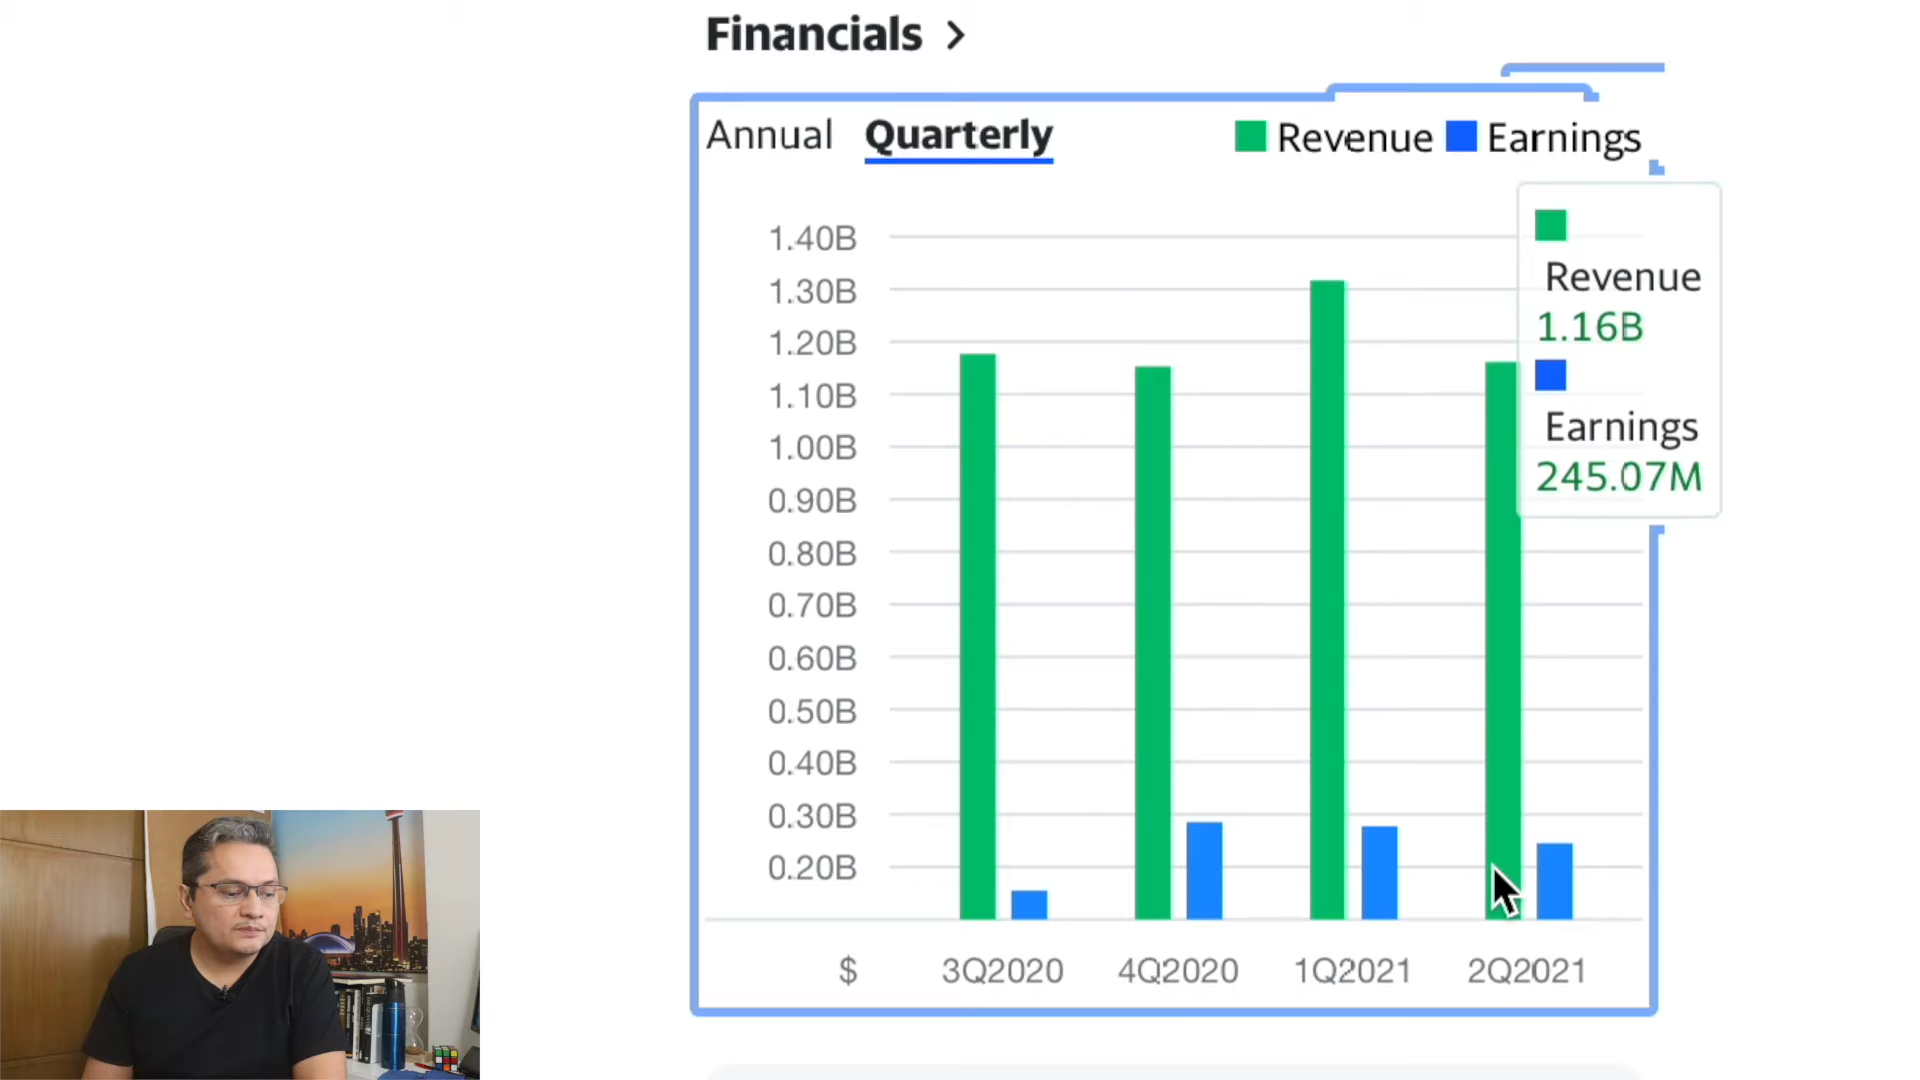 Financials >
Annual Quarterly Revenue Earnings
1.40B
1.30B
1.20B
1.10B
1.00B
0.90B
0.80B
0.70B
0.60B
0.50B
0.40B
0.30B
0.20B
Revenue
1.16B
Earnings
245.07M
$ 3Q2020 4Q2020 1Q2021 2Q2021